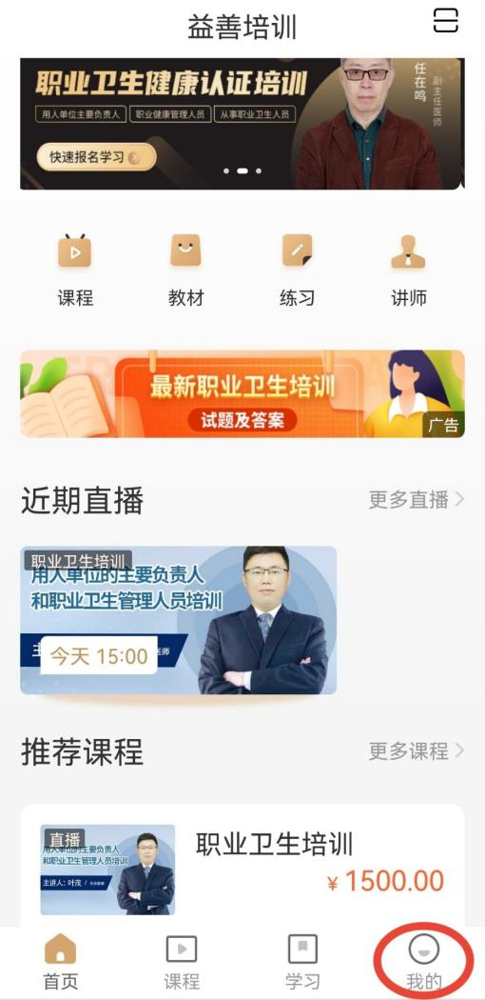 益善培训
职业卫生健康认证培训
用人单位主要负责人 职业健康管理人员 从事职业卫生人员
快速报名学习
任在鸣
副主任医师
课程 教材 练习 讲师
最新职业卫生培训
试题及答案
广告
近期直播 更多直播
职业卫生培训
用人单位的主要负责人
和职业卫生管理人员培训
主
医师
今天 15:00
推荐课程 更多课程
直播
用人单位的主要负责人
和职业卫生管理人员培训
主讲人：叶茂 /
职业卫生培训
¥ 1500.00
首页 课程 学习 我的